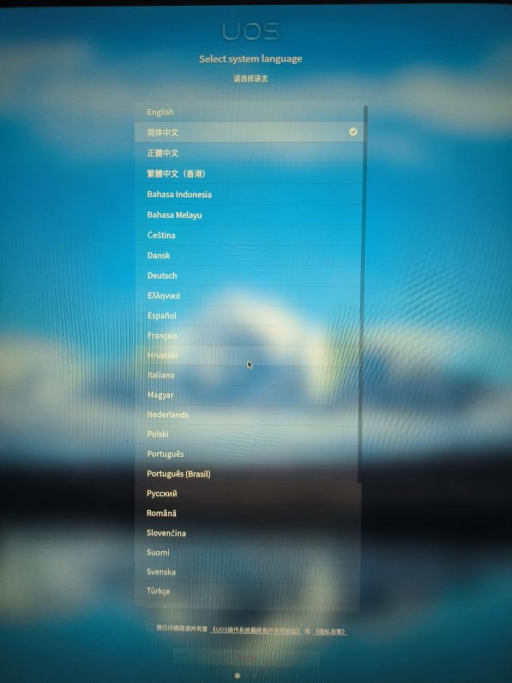 UOS
Select system language
请选择语言
English
简体中文
正體中文
繁體中文（香港）
Bahasa Indonesia
Bahasa Melayu
Čeština
Dansk
Deutsch
Ελληνικά
Español
Français
Hrvatski
Italiano
Magyar
Nederlands
Polski
Português
Português (Brasil)
Русский
Română
Slovenčina
Suomi
Svenska
Türkçe
我已仔细阅读并同意 《UOS操作系统最终用户许可协议》 和 《隐私政策》